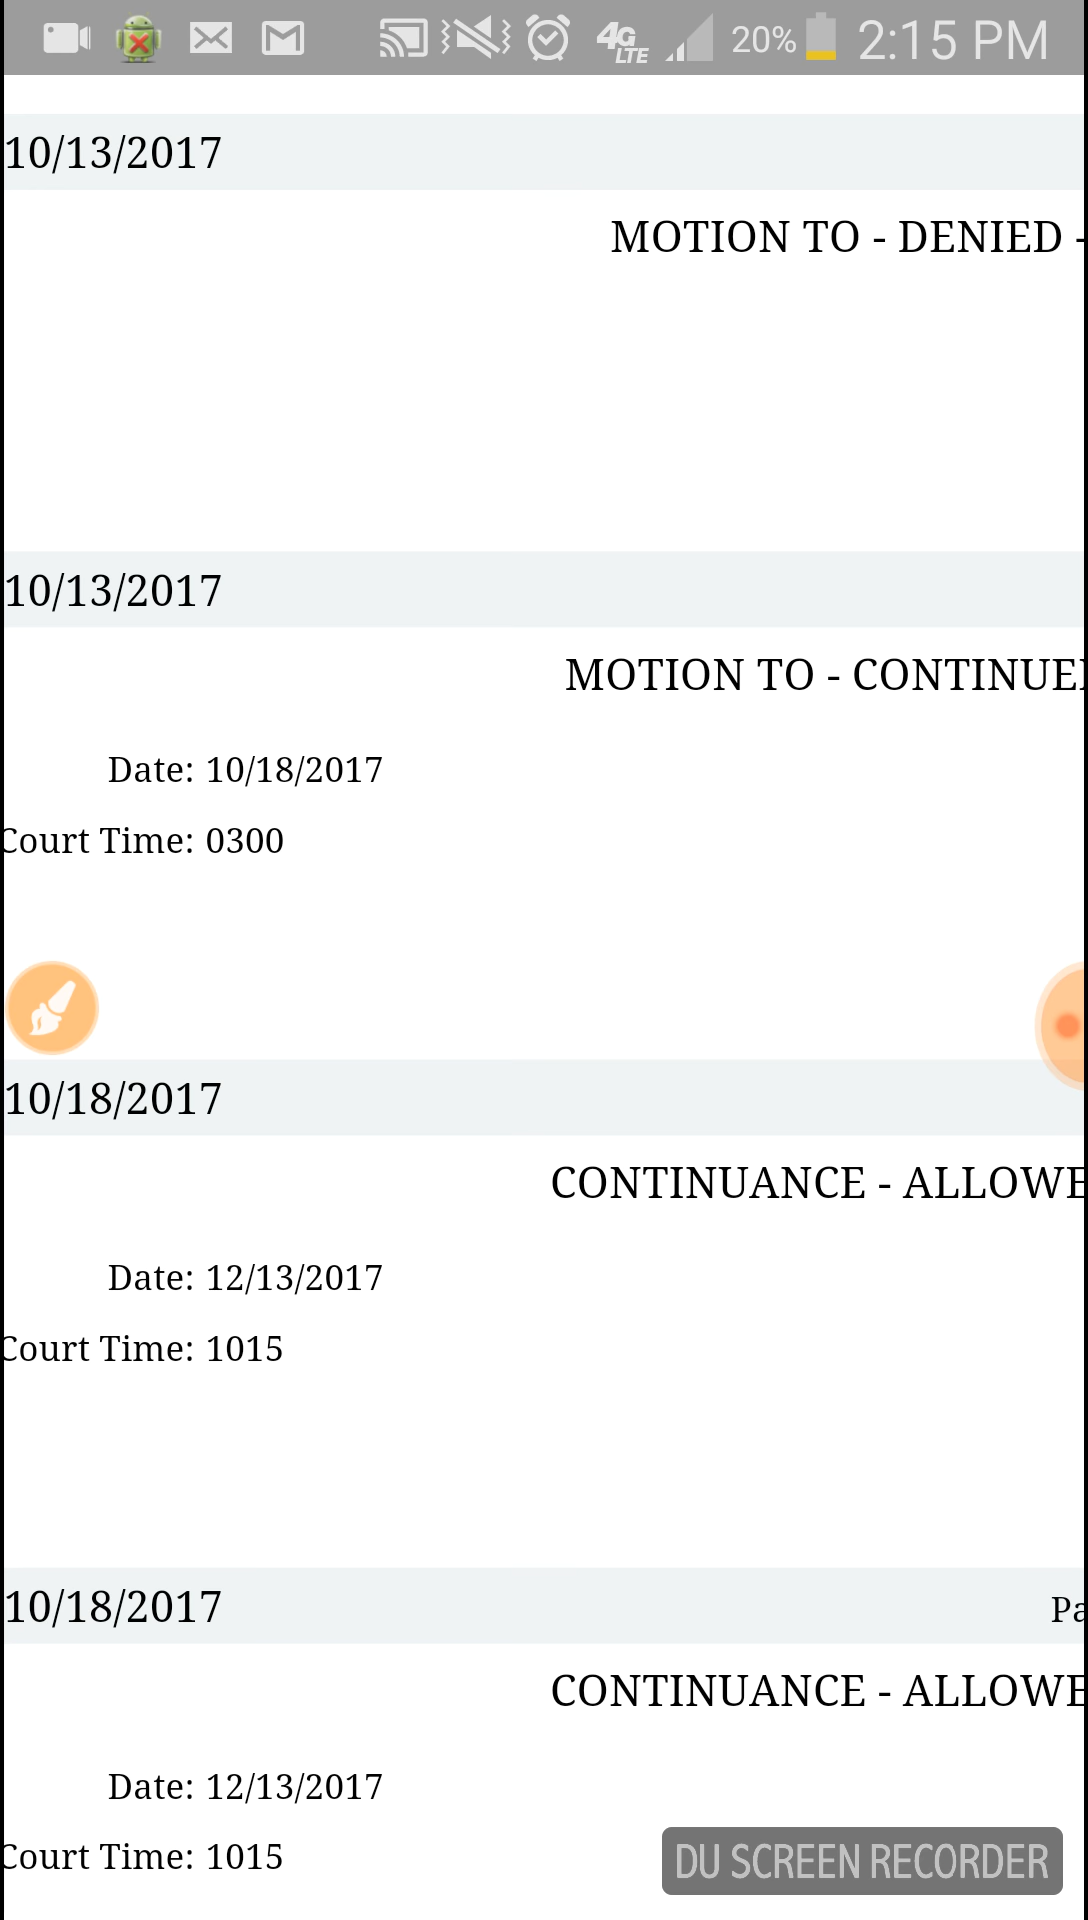 4G LTE 20% 2:15 PM
10/13/2017
MOTION TO - DENIED -
10/13/2017
MOTION TO - CONTINUE
Date: 10/18/2017
Court Time: 0300
10/18/2017
CONTINUANCE - ALLOWE
Date: 12/13/2017
Court Time: 1015
10/18/2017 Pa
CONTINUANCE - ALLOWE
Date: 12/13/2017
Court Time: 1015
DU SCREEN RECORDER